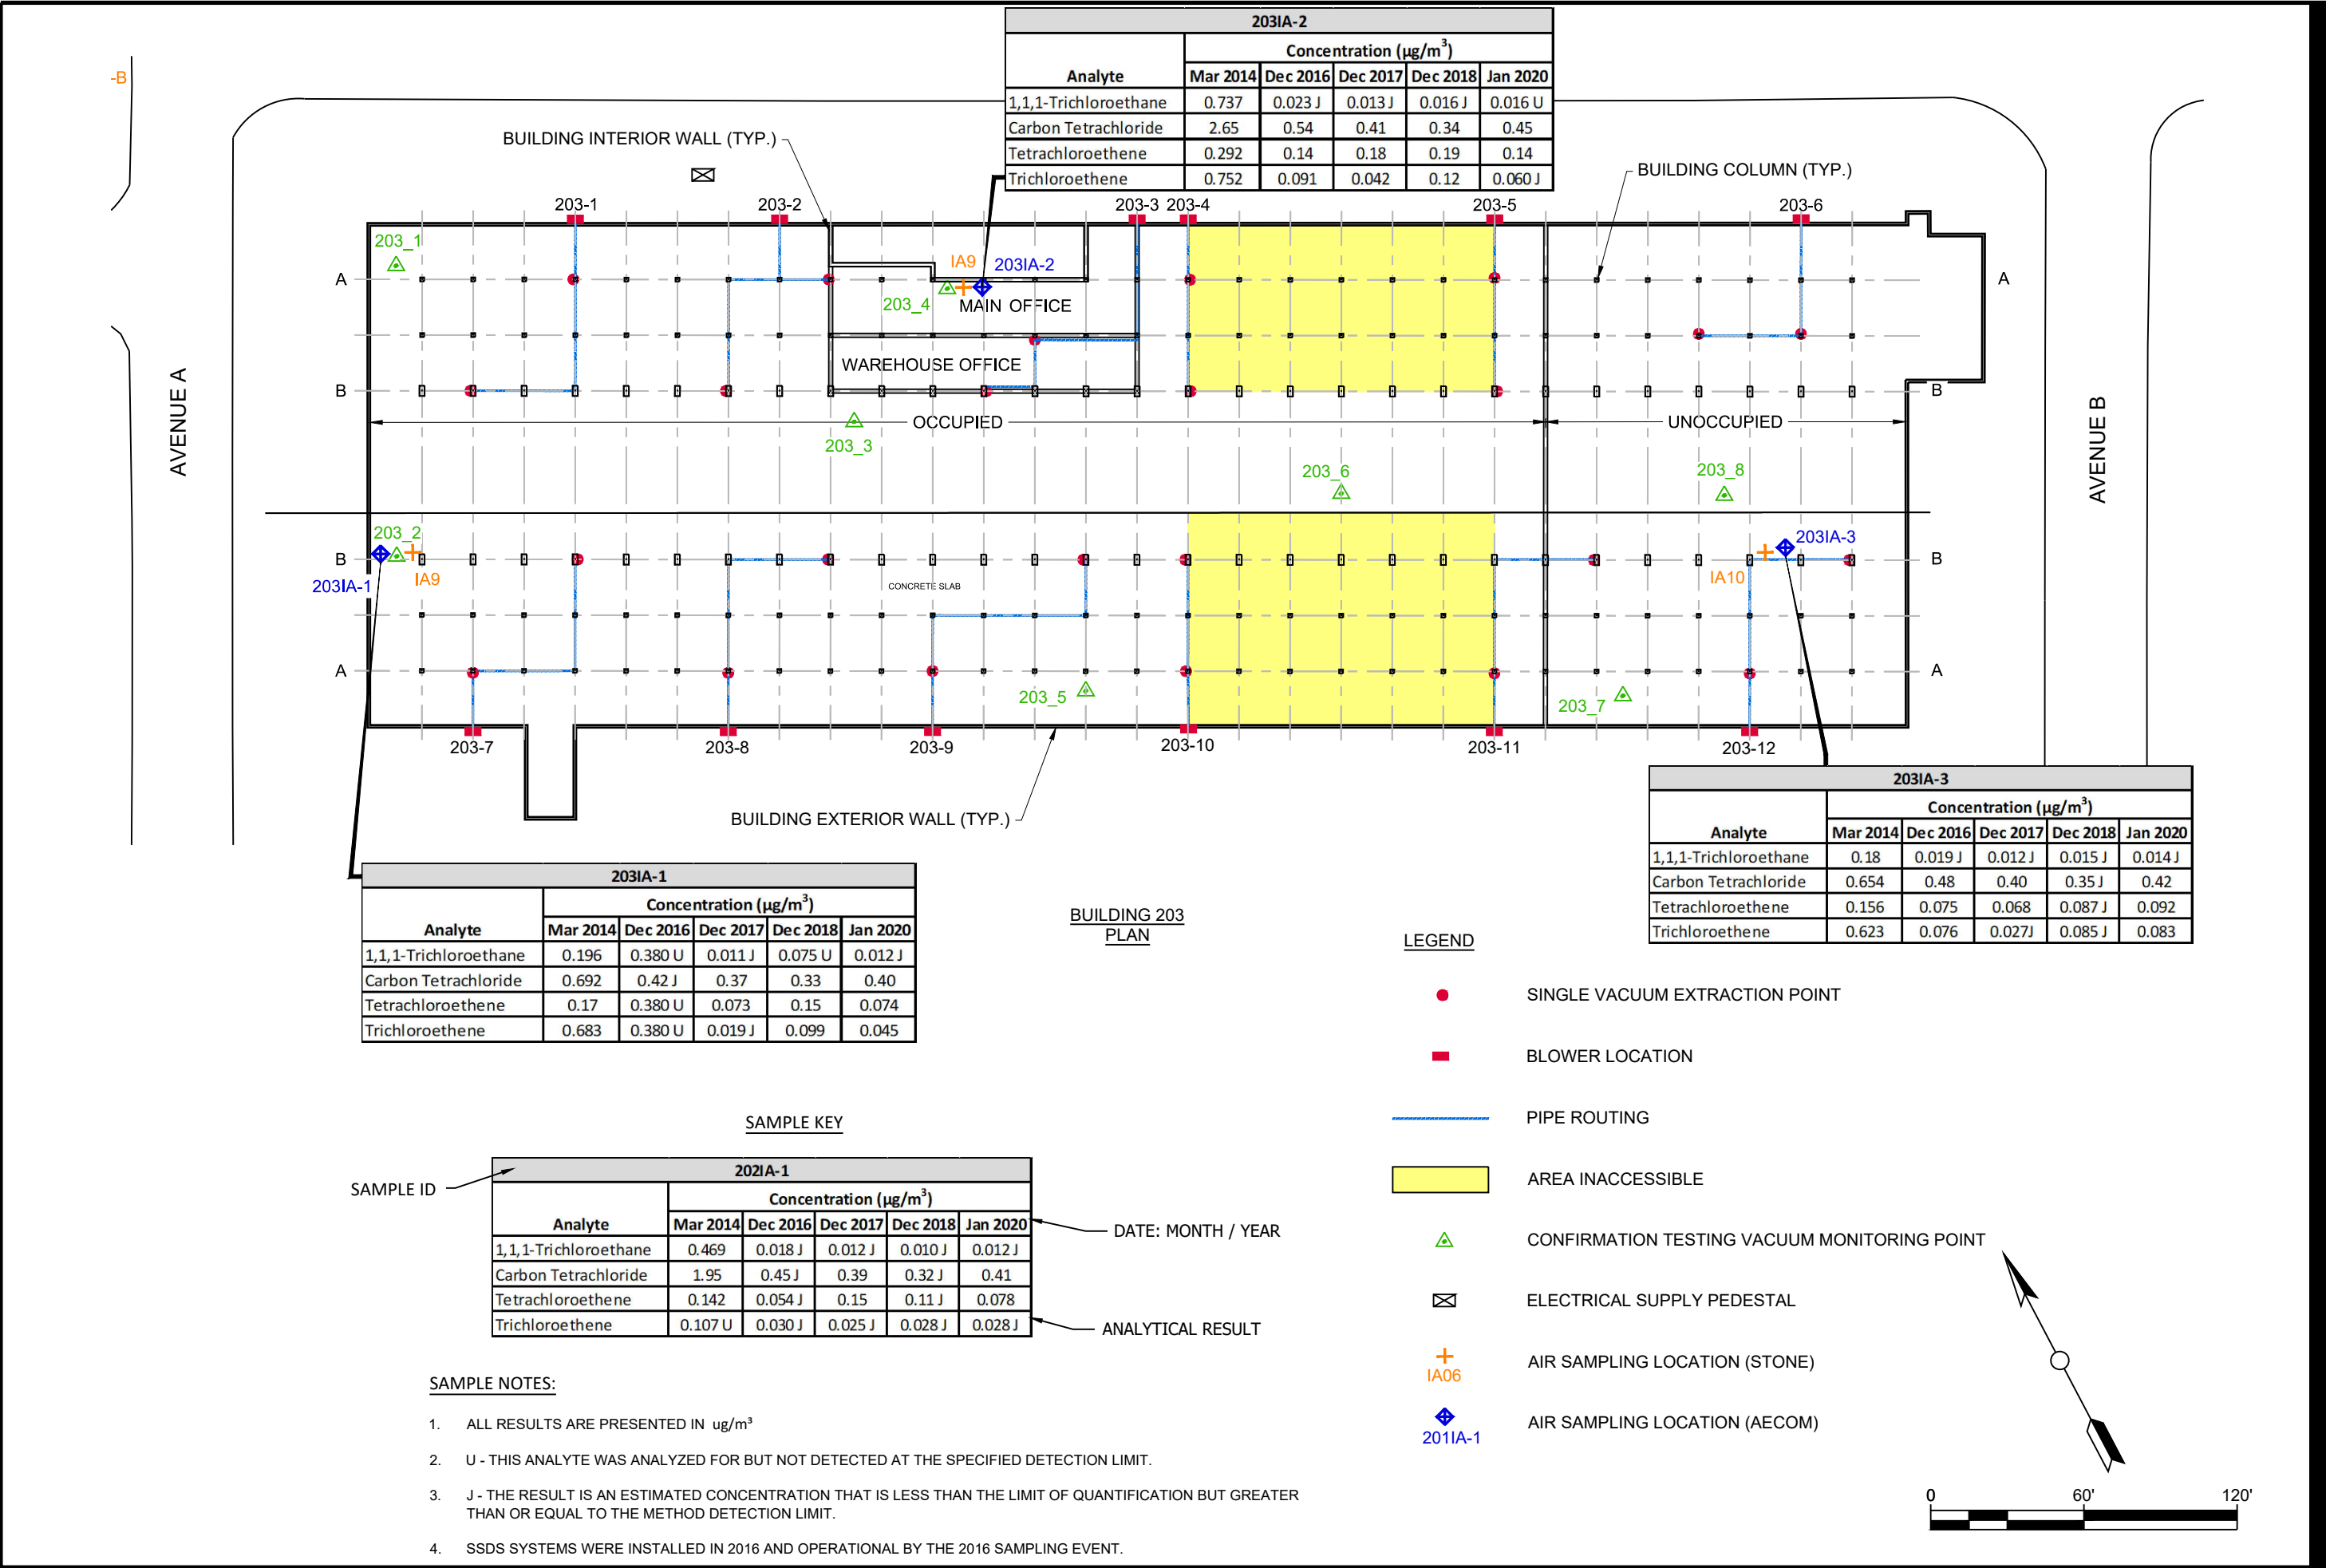 203IA-2
Concentration (µg/m³)
Analyte Mar 2014 Dec 2016 Dec 2017 Dec 2018 Jan 2020
1,1,1-Trichloroethane 0.737 0.023 J 0.013 J 0.016 J 0.016 U
Carbon Tetrachloride 2.65 0.54 0.41 0.34 0.45
Tetrachloroethene 0.292 0.14 0.18 0.19 0.14
Trichloroethene 0.752 0.091 0.042 0.12 0.060 J
-B
BUILDING INTERIOR WALL (TYP.)
BUILDING COLUMN (TYP.)
203-1 203-2 203-3 203-4 203-5 203-6
203_1
IA9 203IA-2
A A
203_4 MAIN OFFICE
WAREHOUSE OFFICE
B B
OCCUPIED UNOCCUPIED
203_3
203_6 203_8
AVENUE A
AVENUE B
203_2 203IA-3
B B
203IA-1 IA9 CONCRETE SLAB IA10
A A
203_5 203_7
203-7 203-8 203-9 203-10 203-11 203-12
BUILDING EXTERIOR WALL (TYP.)
203IA-3
Concentration (µg/m³)
Analyte Mar 2014 Dec 2016 Dec 2017 Dec 2018 Jan 2020
1,1,1-Trichloroethane 0.18 0.019 J 0.012 J 0.015 J 0.014 J
Carbon Tetrachloride 0.654 0.48 0.40 0.35 J 0.42
Tetrachloroethene 0.156 0.075 0.068 0.087 J 0.092
Trichloroethene 0.623 0.076 0.027J 0.085 J 0.083
203IA-1
Concentration (µg/m³)
Analyte Mar 2014 Dec 2016 Dec 2017 Dec 2018 Jan 2020
1,1,1-Trichloroethane 0.196 0.380 U 0.011 J 0.075 U 0.012 J
Carbon Tetrachloride 0.692 0.42 J 0.37 0.33 0.40
Tetrachloroethene 0.17 0.380 U 0.073 0.15 0.074
Trichloroethene 0.683 0.380 U 0.019 J 0.099 0.045
BUILDING 203
PLAN
LEGEND
SINGLE VACUUM EXTRACTION POINT
BLOWER LOCATION
PIPE ROUTING
AREA INACCESSIBLE
CONFIRMATION TESTING VACUUM MONITORING POINT
ELECTRICAL SUPPLY PEDESTAL
AIR SAMPLING LOCATION (STONE)
IA06
AIR SAMPLING LOCATION (AECOM)
201IA-1
SAMPLE KEY
SAMPLE ID
202IA-1
Concentration (µg/m³)
Analyte Mar 2014 Dec 2016 Dec 2017 Dec 2018 Jan 2020
1,1,1-Trichloroethane 0.469 0.018 J 0.012 J 0.010 J 0.012 J
Carbon Tetrachloride 1.95 0.45 J 0.39 0.32 J 0.41
Tetrachloroethene 0.142 0.054 J 0.15 0.11 J 0.078
Trichloroethene 0.107 U 0.030 J 0.025 J 0.028 J 0.028 J
DATE: MONTH / YEAR
ANALYTICAL RESULT
SAMPLE NOTES:
1. ALL RESULTS ARE PRESENTED IN ug/m³
2. U - THIS ANALYTE WAS ANALYZED FOR BUT NOT DETECTED AT THE SPECIFIED DETECTION LIMIT.
3. J - THE RESULT IS AN ESTIMATED CONCENTRATION THAT IS LESS THAN THE LIMIT OF QUANTIFICATION BUT GREATER
THAN OR EQUAL TO THE METHOD DETECTION LIMIT.
4. SSDS SYSTEMS WERE INSTALLED IN 2016 AND OPERATIONAL BY THE 2016 SAMPLING EVENT.
0 60' 120'